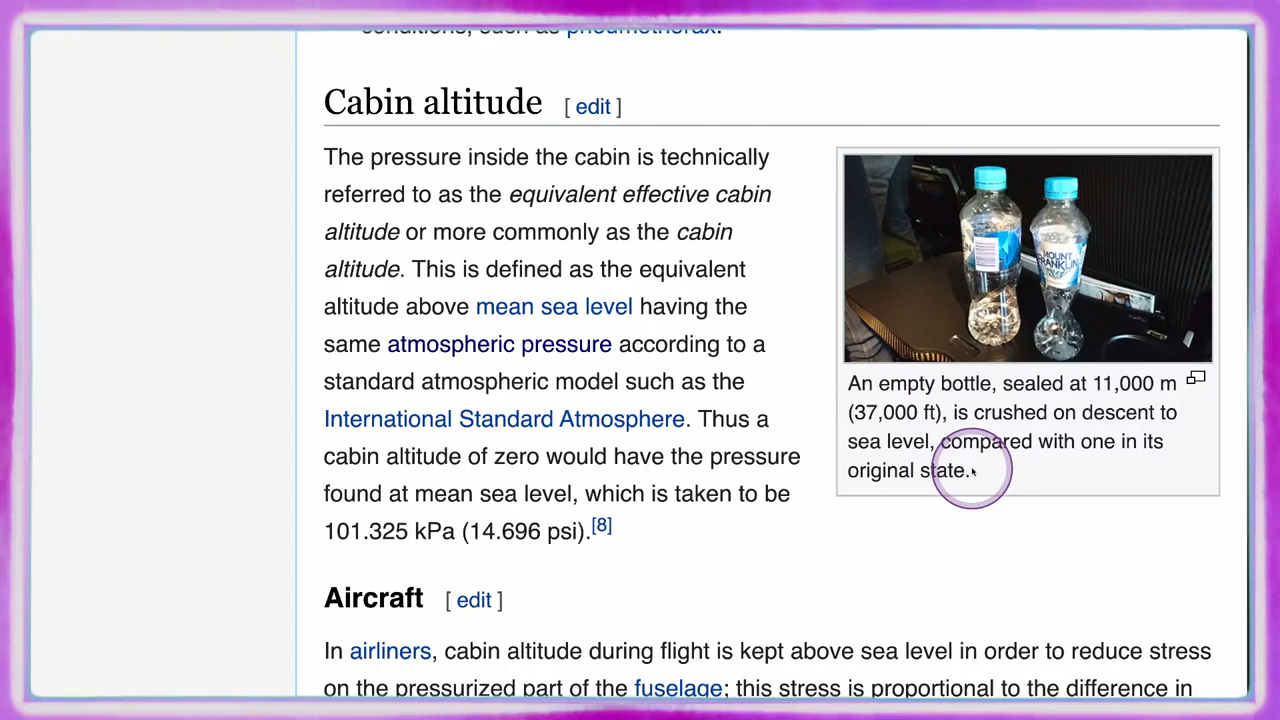 conditions, such as pneumothorax.
Cabin altitude [ edit ]
The pressure inside the cabin is technically
referred to as the equivalent effective cabin
altitude or more commonly as the cabin
altitude. This is defined as the equivalent
altitude above mean sea level having the
same atmospheric pressure according to a
standard atmospheric model such as the
International Standard Atmosphere. Thus a
cabin altitude of zero would have the pressure
found at mean sea level, which is taken to be
101.325 kPa (14.696 psi).[8]
MOUNT
FRANKLIN
An empty bottle, sealed at 11,000 m
(37,000 ft), is crushed on descent to
sea level, compared with one in its
original state.
Aircraft [ edit ]
In airliners, cabin altitude during flight is kept above sea level in order to reduce stress
on the pressurized part of the fuselage; this stress is proportional to the difference in